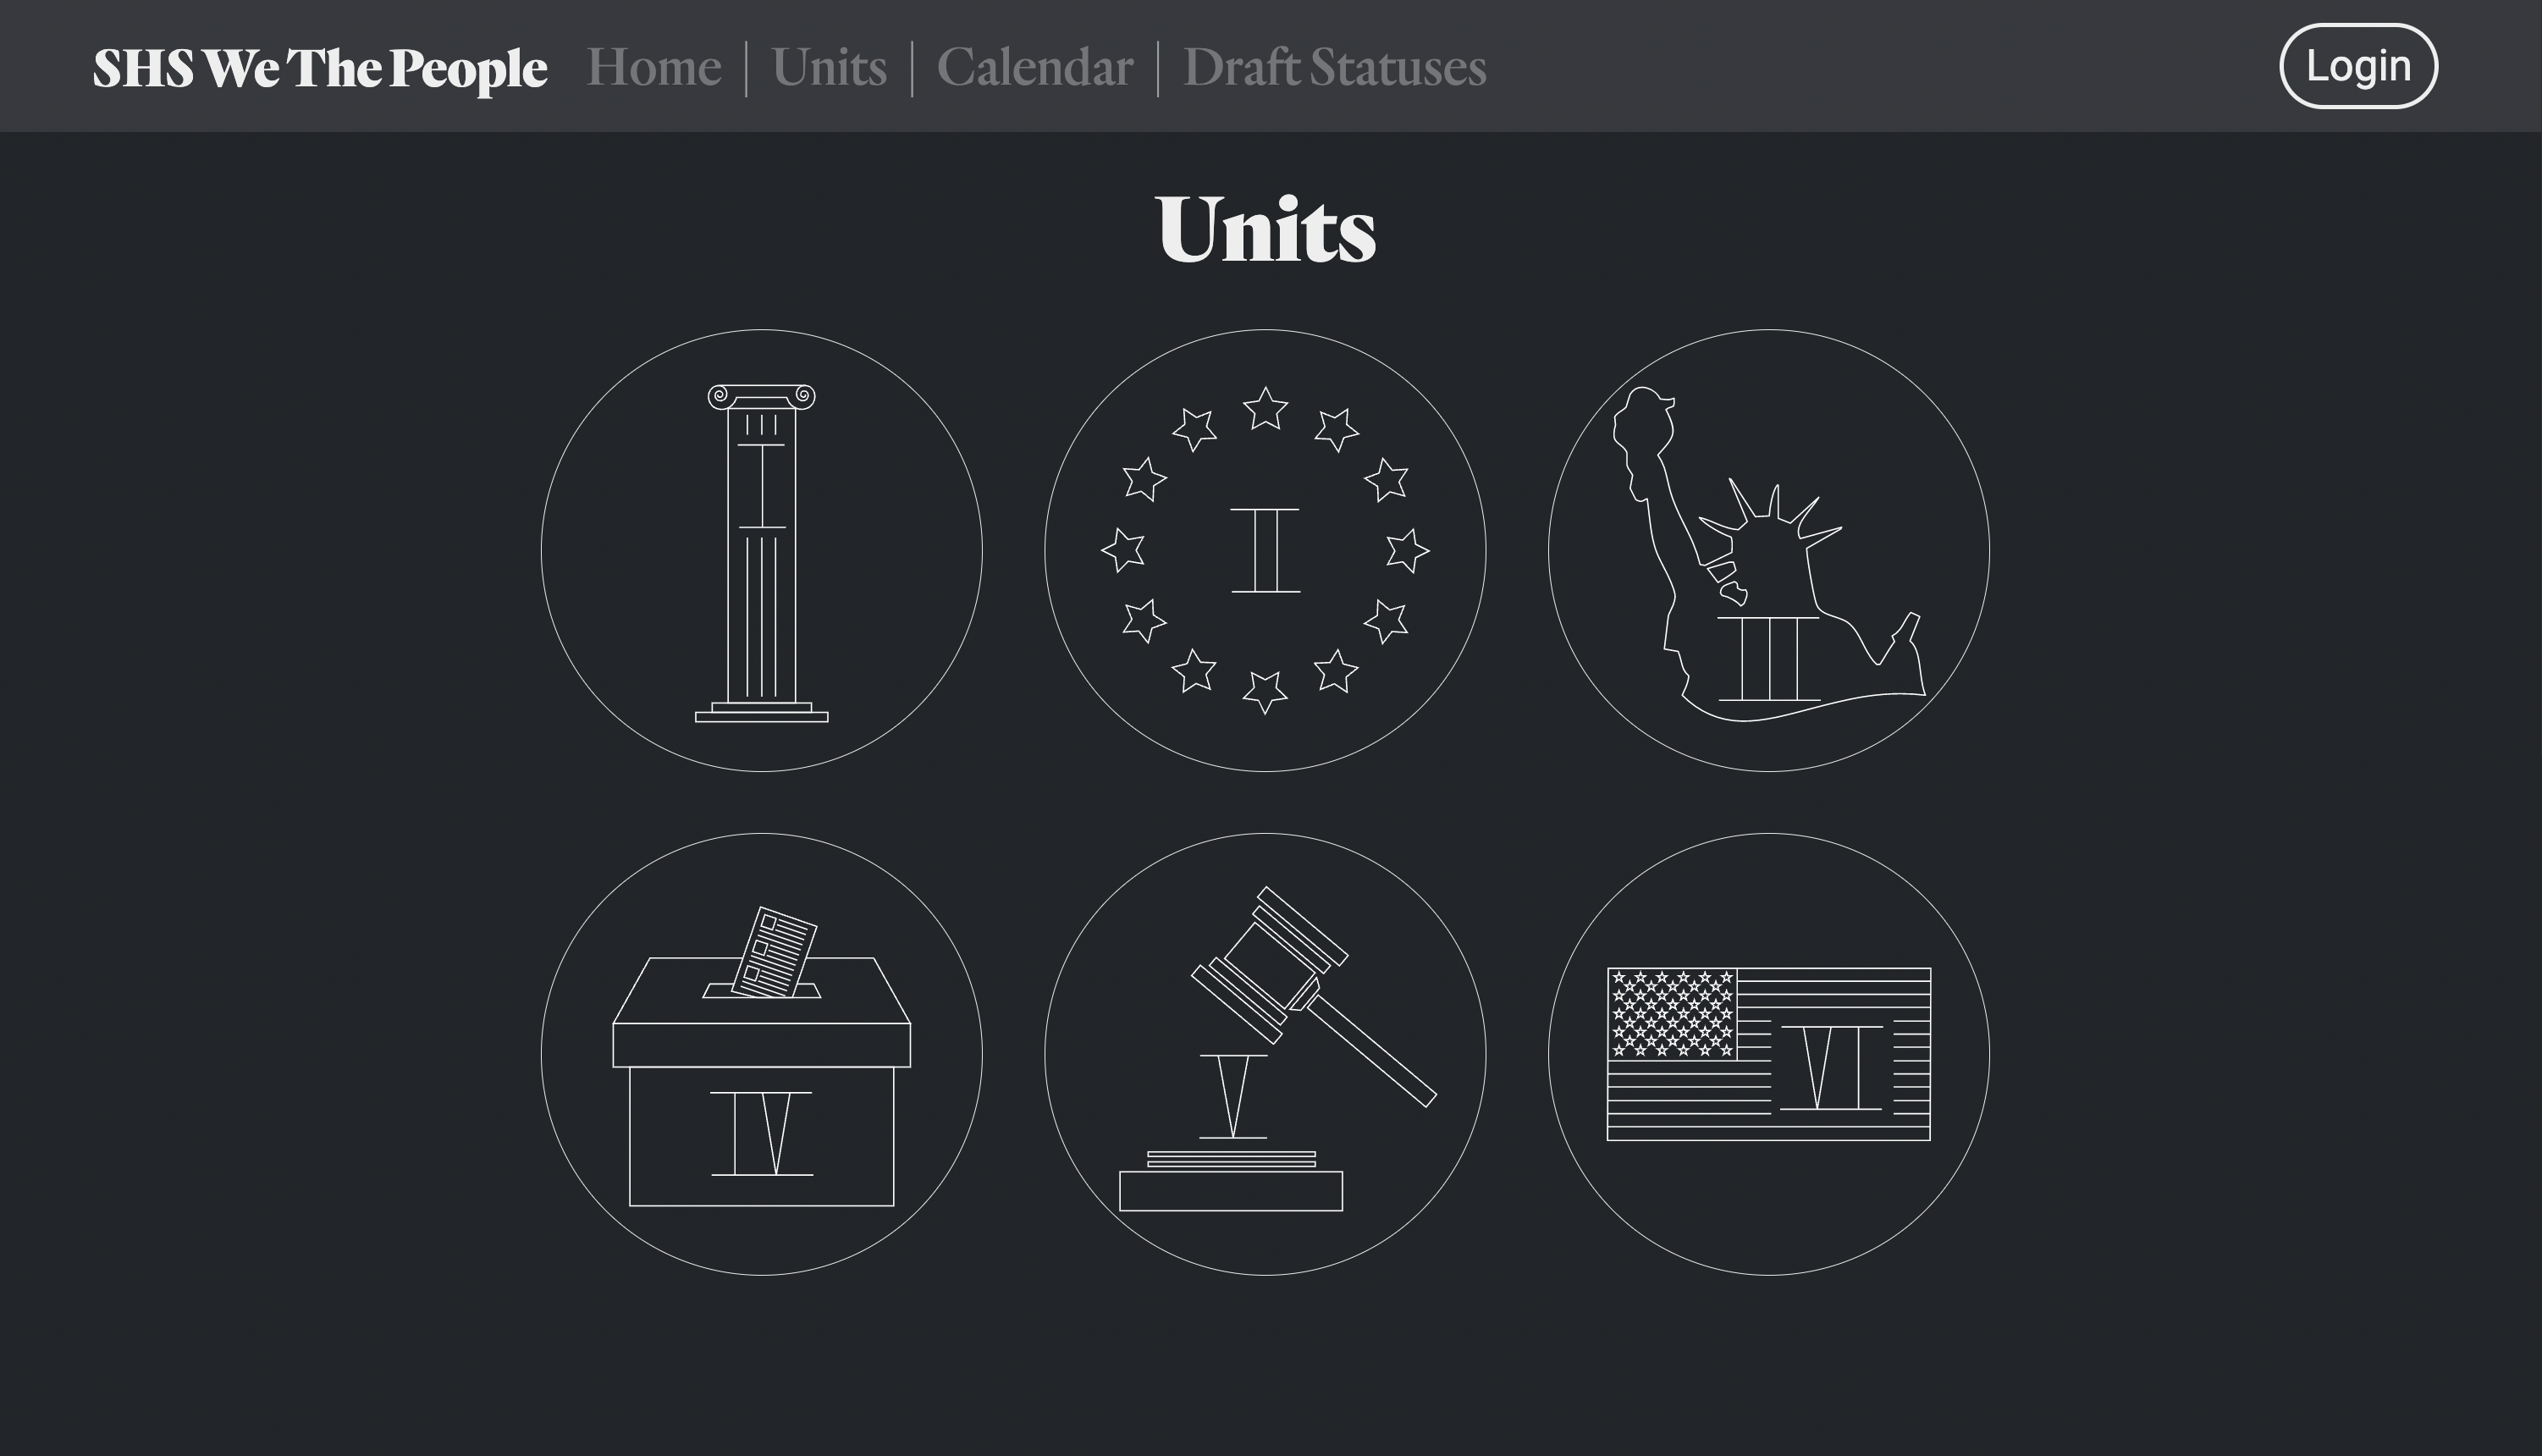 SHS We The People Home | Units | Calendar | Draft Statuses Login
Units
I II III
IV V VI